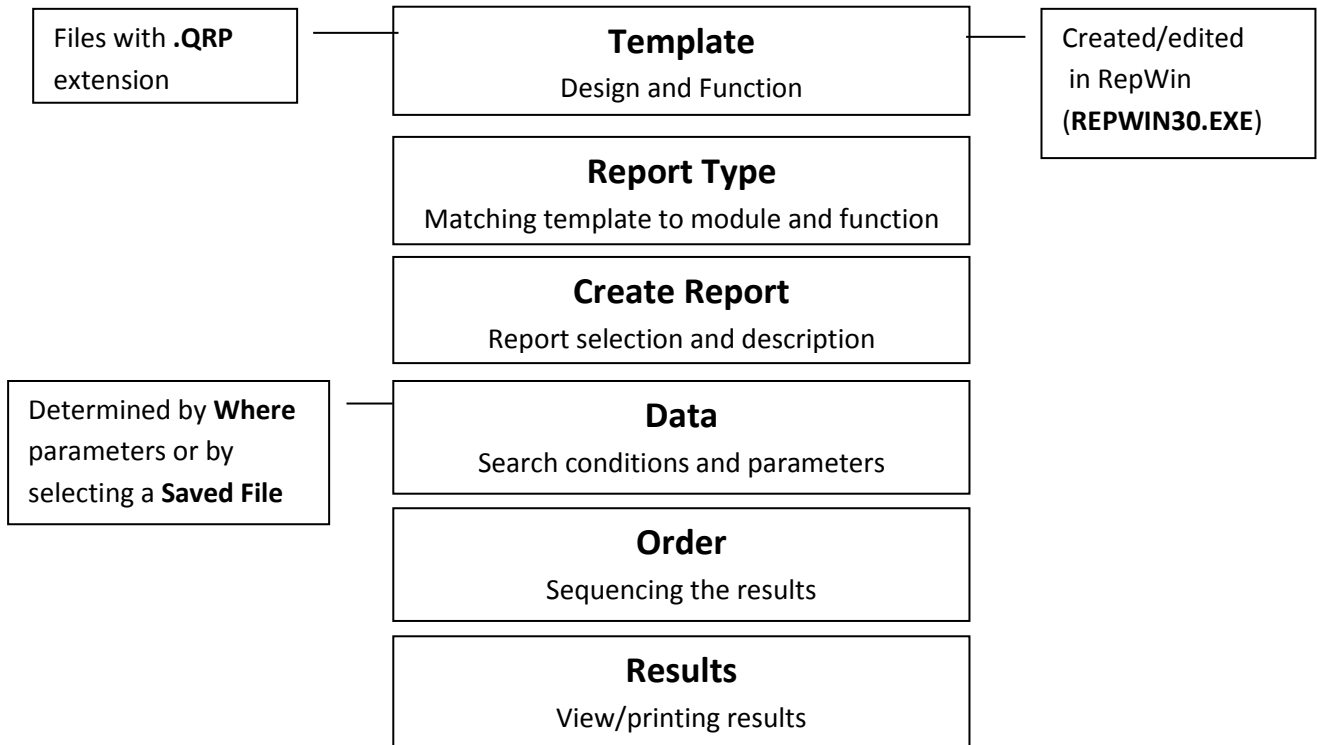 Files with .QRP
extension
Template
Design and Function
Created/edited
in RepWin
(REPWIN30.EXE)
Report Type
Matching template to module and function
Create Report
Report selection and description
Determined by Where
parameters or by
selecting a Saved File
Data
Search conditions and parameters
Order
Sequencing the results
Results
View/printing results